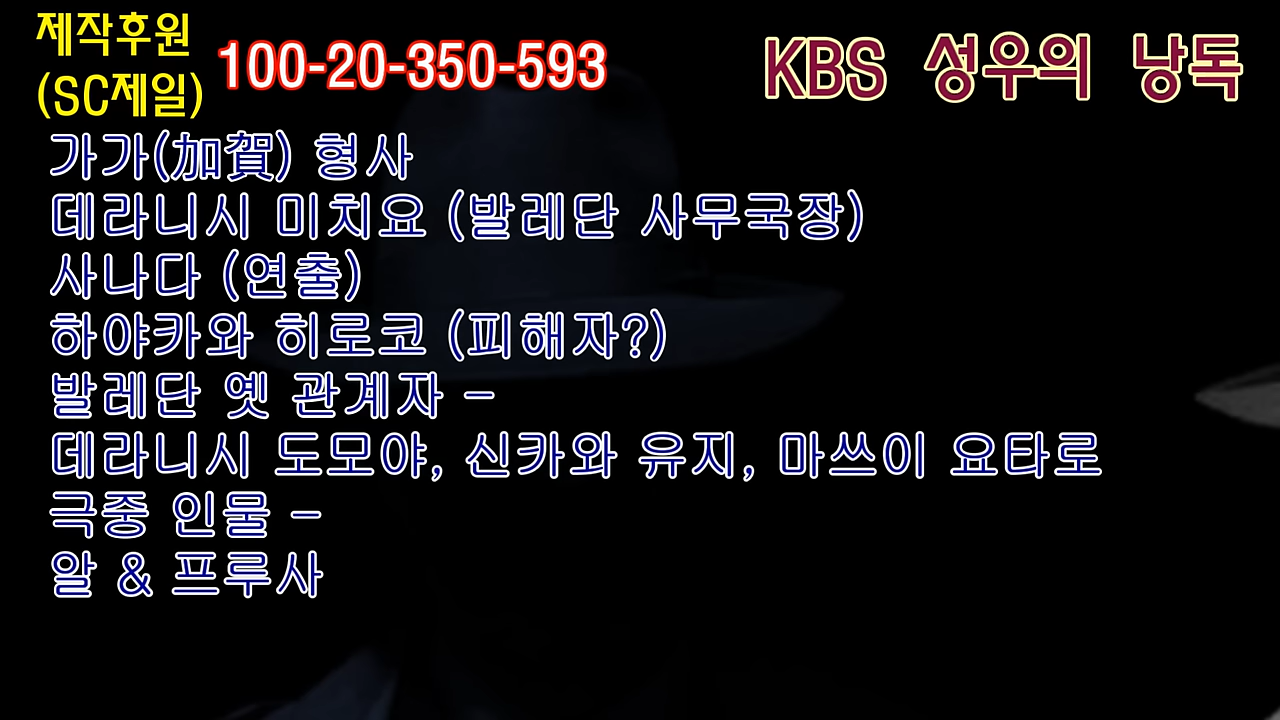 제작후원
(SC제일)
100-20-350-593
KBS 성우의 낭독
가가(加賀) 형사
데라니시 미치요 (발레단 사무국장)
사나다 (연출)
하야카와 히로코 (피해자?)
발레단 옛 관계자 -
데라니시 도모야, 신카와 유지, 마쓰이 요타로
극중 인물 -
알 & 프루사